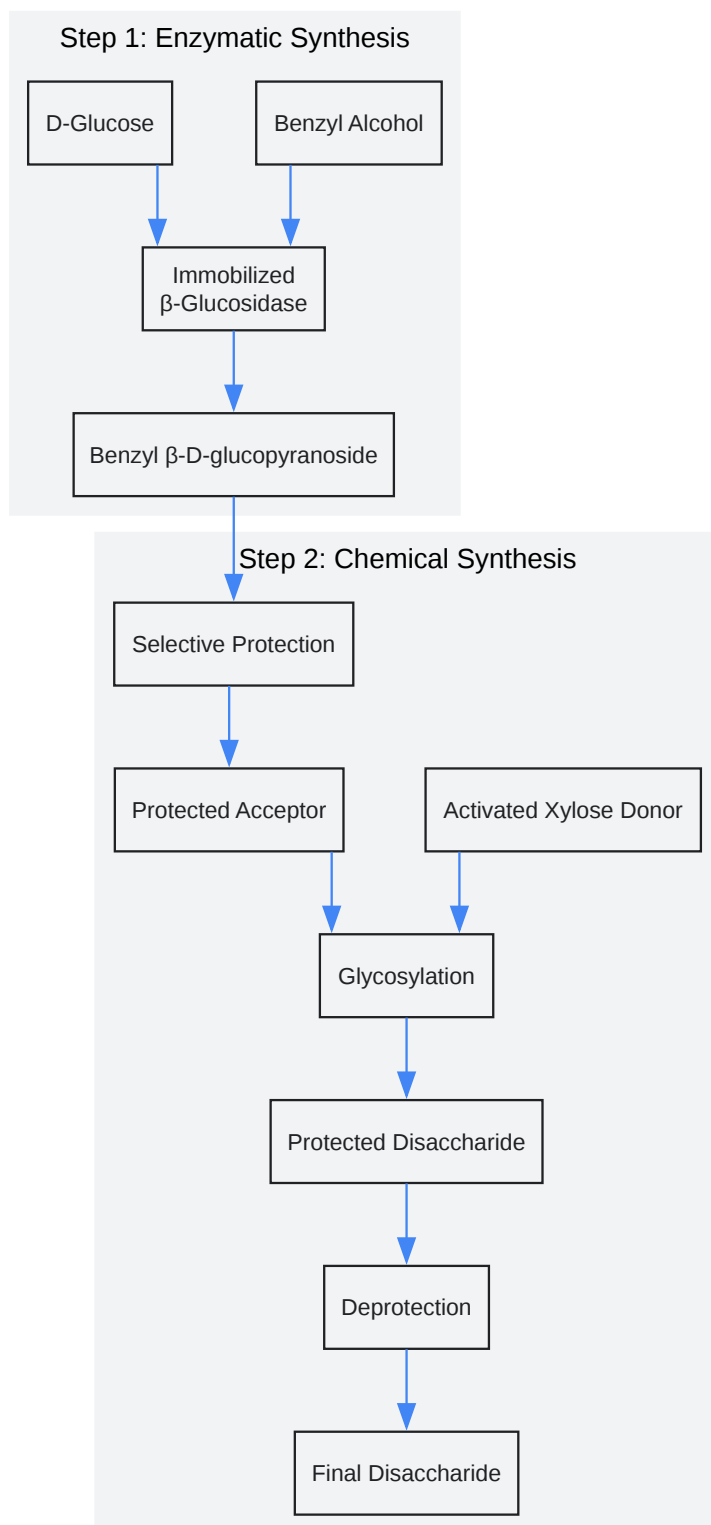 Step 1: Enzymatic Synthesis
D-Glucose
Benzyl Alcohol
Immobilized
β-Glucosidase
Benzyl β-D-glucopyranoside
Step 2: Chemical Synthesis
Selective Protection
Protected Acceptor
Activated Xylose Donor
Glycosylation
Protected Disaccharide
Deprotection
Final Disaccharide